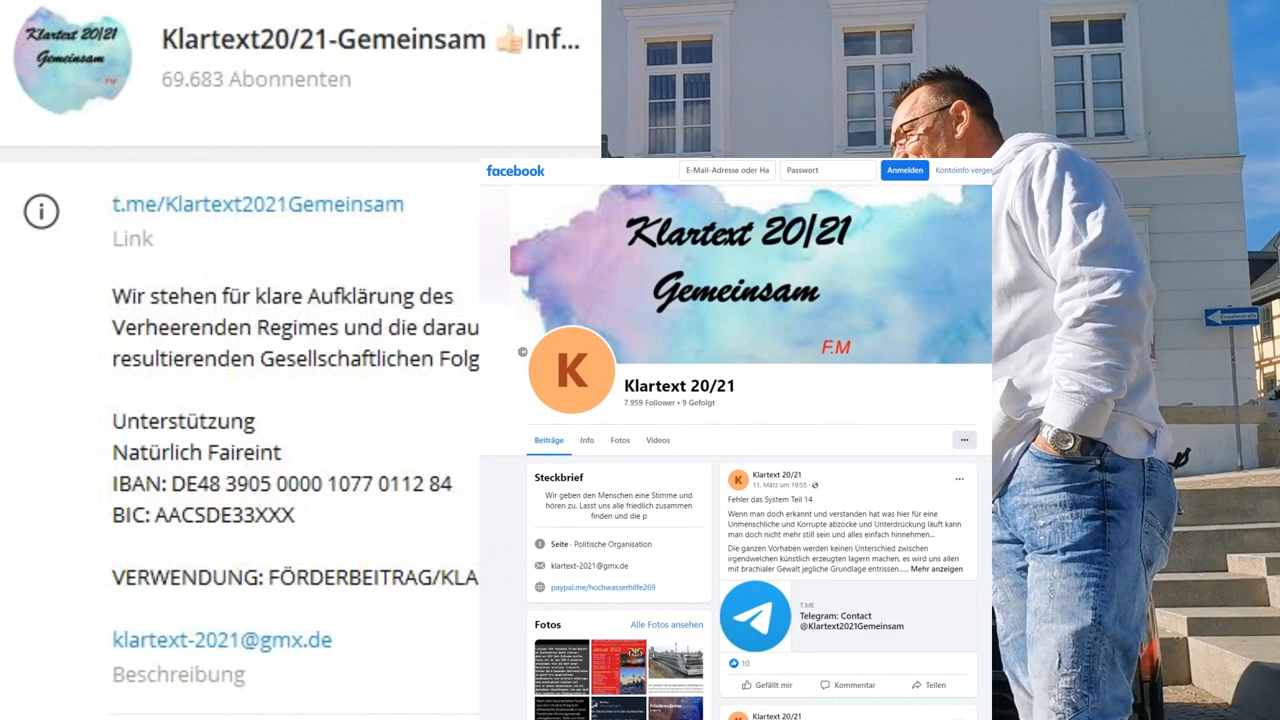 Klartext 20/21
Gemeinsam
FM
Klartext20/21-Gemeinsam 👍🏻Inf...
69.683 Abonnenten
t.me/Klartext2021Gemeinsam
Link
Wir stehen für klare Aufklärung des
Verheerenden Regimes und die darau
resultierenden Gesellschaftlichen Folg
Unterstützung
Natürlich Faireint
IBAN: DE48 3905 0000 1077 0112 84
BIC: AACSDE33XXX
VERWENDUNG: FÖRDERBEITRAG/KLA
klartext-2021@gmx.de
Beschreibung
facebook
E-Mail-Adresse oder Ha
Passwort
Anmelden
Kontoinfo verges
Klartext 20/21
Gemeinsam
F.M
©
K
Klartext 20/21
7.959 Follower • 9 Gefolgt
Beiträge
Info
Fotos
Videos
Steckbrief
Wir geben den Menschen eine Stimme und
hören zu. Lasst uns alle friedlich zusammen
finden und die p
Seite · Politische Organisation
klartext-2021@gmx.de
paypal.me/hochwasserhilfe269
Fotos
Alle Fotos ansehen
Januar 2022
K
Klartext 20/21
11. März um 19:55 ·
Fehler das System Teil 14
Wenn man doch erkannt und verstanden hat was hier für eine
Unmenschliche und Korrupte abzocke und Unterdrückung läuft kann
man doch nicht mehr still sein und alles einfach hinnehmen...
Die ganzen Vorhaben werden keinen Unterschied zwischen
irgendwelchen künstlich erzeugten lagern machen, es wird uns allen
mit brachialer Gewalt jegliche Grundlage entrissen..... Mehr anzeigen
T.ME
Telegram: Contact
@Klartext2021Gemeinsam
10
Gefällt mir
Kommentar
Teilen
K
Klartext 20/21